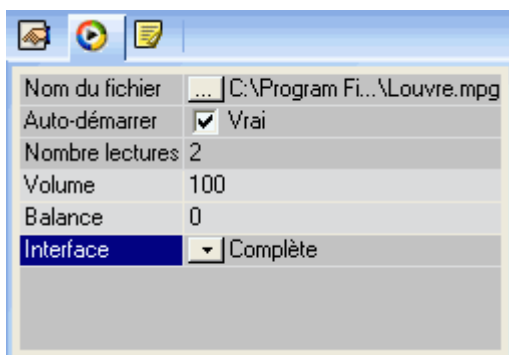 Nom du fichier ... C:\Program Fi...\Louvre.mpg
Auto-démarrer Vrai
Nombre lectures 2
Volume 100
Balance 0
Interface Complète